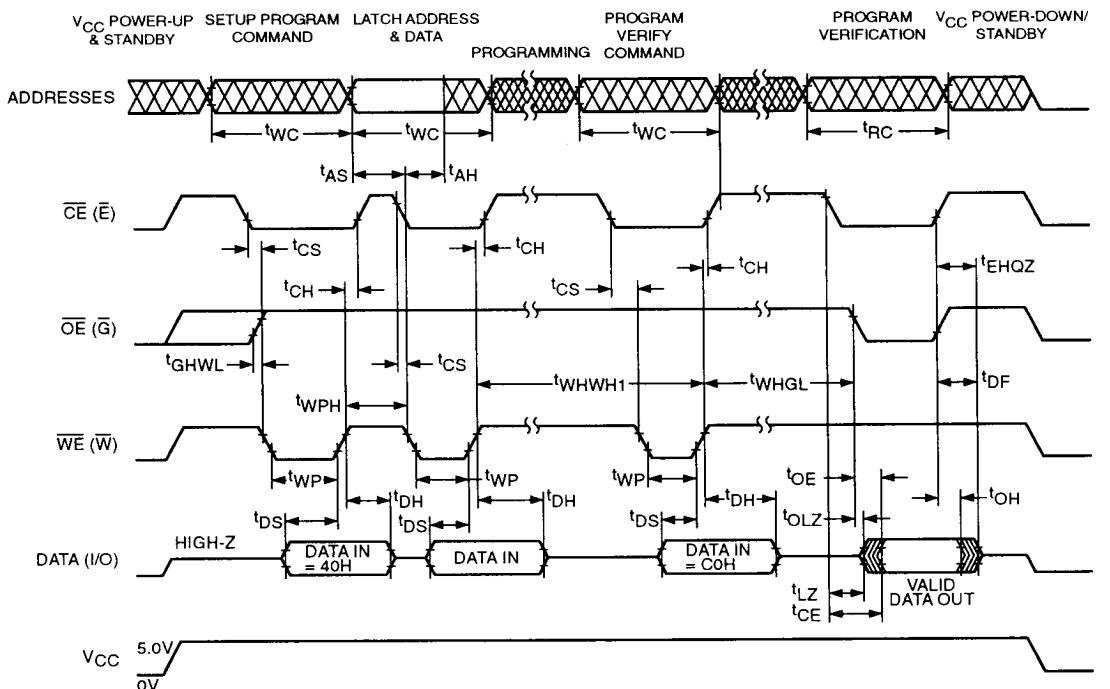 VCC POWER-UP & STANDBY
SETUP PROGRAM COMMAND
LATCH ADDRESS & DATA
PROGRAMMING
PROGRAM VERIFY COMMAND
PROGRAM VERIFICATION
VCC POWER-DOWN/ STANDBY
ADDRESSES
tWC
tWC
tWC
tRC
tAS
tAH
CE (E)
tCS
tCH
tCH
tCS
tCH
tEHQZ
OE (G)
tGHWL
tCS
tWHWH1
tWHGL
tDF
tWPH
WE (W)
tWP
tWP
tWP
tOE
tDH
tDH
tDH
tOH
tDS
tDS
tDS
tOLZ
DATA (I/O)
HIGH-Z
DATA IN = 40H
DATA IN
DATA IN = C0H
VALID DATA OUT
tLZ
tCE
VCC
5.0V
0V